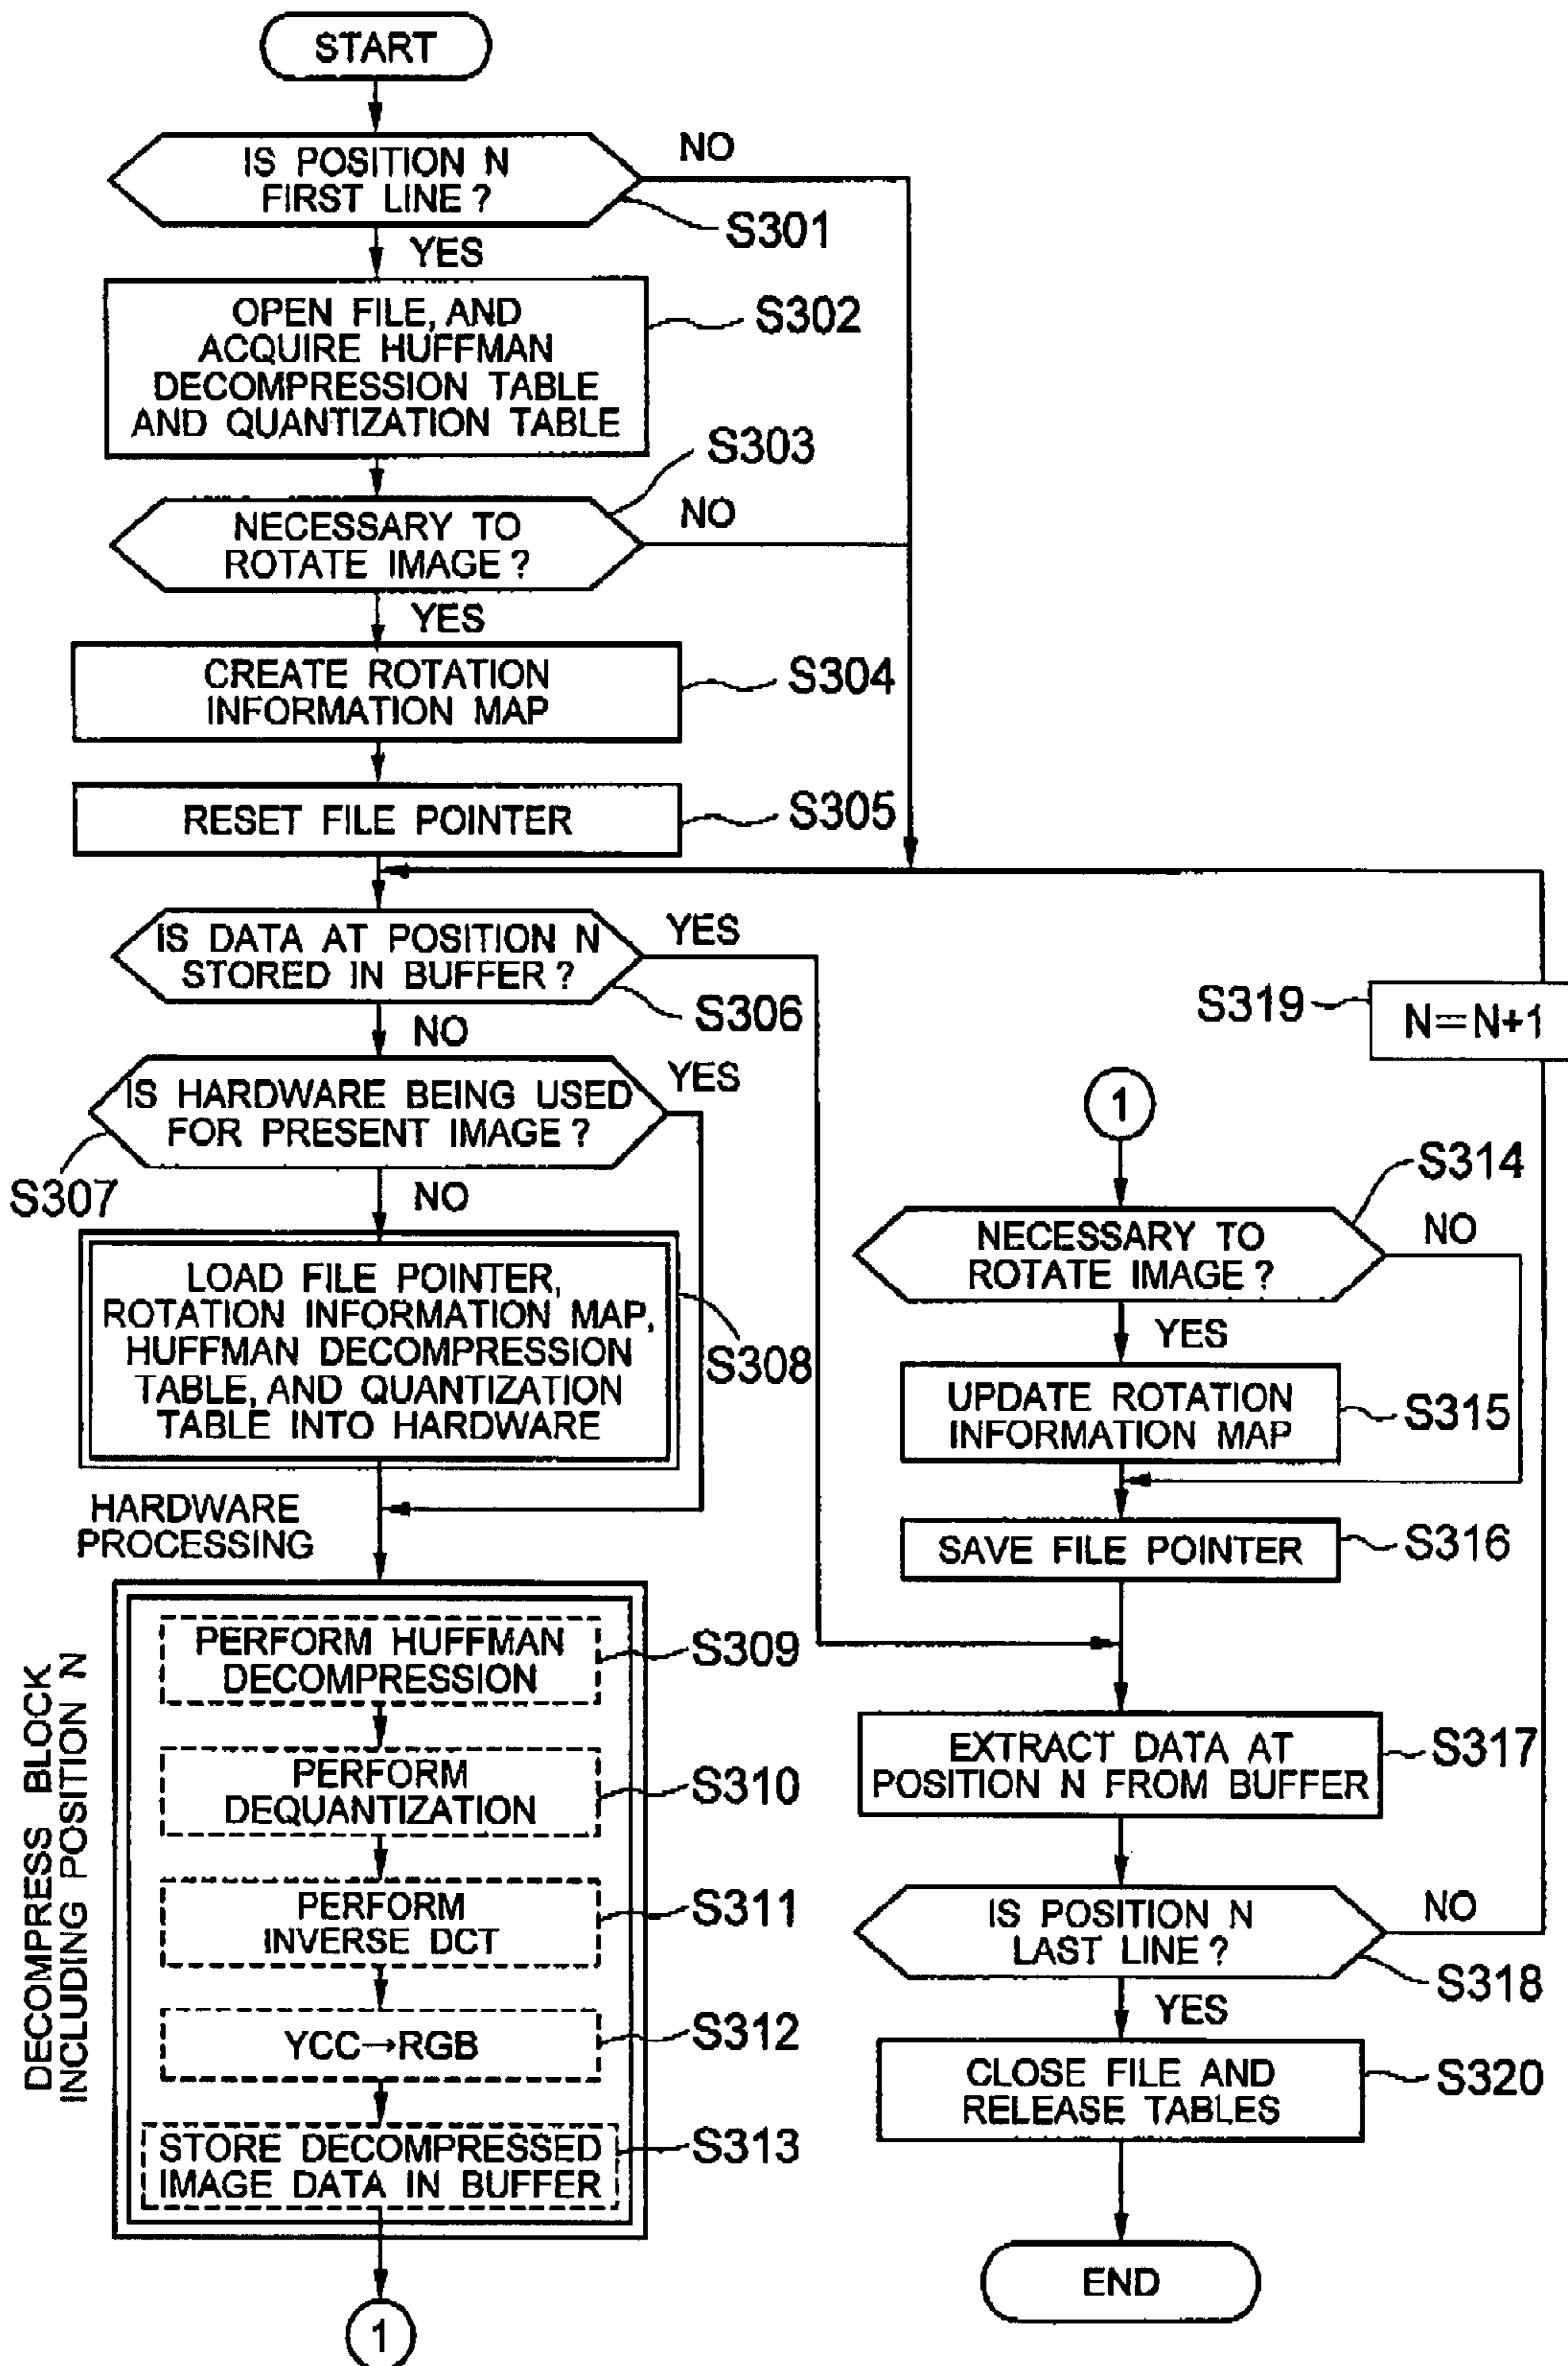 START
IS POSITION N
FIRST LINE?
NO
S301
YES
OPEN FILE, AND
ACQUIRE HUFFMAN
DECOMPRESSION TABLE
AND QUANTIZATION TABLE
S302
S303
NECESSARY TO
ROTATE IMAGE?
NO
YES
CREATE ROTATION
INFORMATION MAP
S304
RESET FILE POINTER
S305
IS DATA AT POSITION N
STORED IN BUFFER?
YES
S306
NO
IS HARDWARE BEING USED
FOR PRESENT IMAGE?
YES
S307
NO
LOAD FILE POINTER,
ROTATION INFORMATION MAP,
HUFFMAN DECOMPRESSION
TABLE, AND QUANTIZATION
TABLE INTO HARDWARE
S308
HARDWARE
PROCESSING
DECOMPRESS BLOCK
INCLUDING POSITION N
PERFORM HUFFMAN
DECOMPRESSION
S309
PERFORM
DEQUANTIZATION
S310
PERFORM
INVERSE DCT
S311
YCC→RGB
S312
STORE DECOMPRESSED
IMAGE DATA IN BUFFER
S313
1
S319
N=N+1
1
S314
NECESSARY TO
ROTATE IMAGE?
NO
YES
UPDATE ROTATION
INFORMATION MAP
S315
SAVE FILE POINTER
S316
EXTRACT DATA AT
POSITION N FROM BUFFER
S317
IS POSITION N
LAST LINE?
NO
S318
YES
CLOSE FILE AND
RELEASE TABLES
S320
END